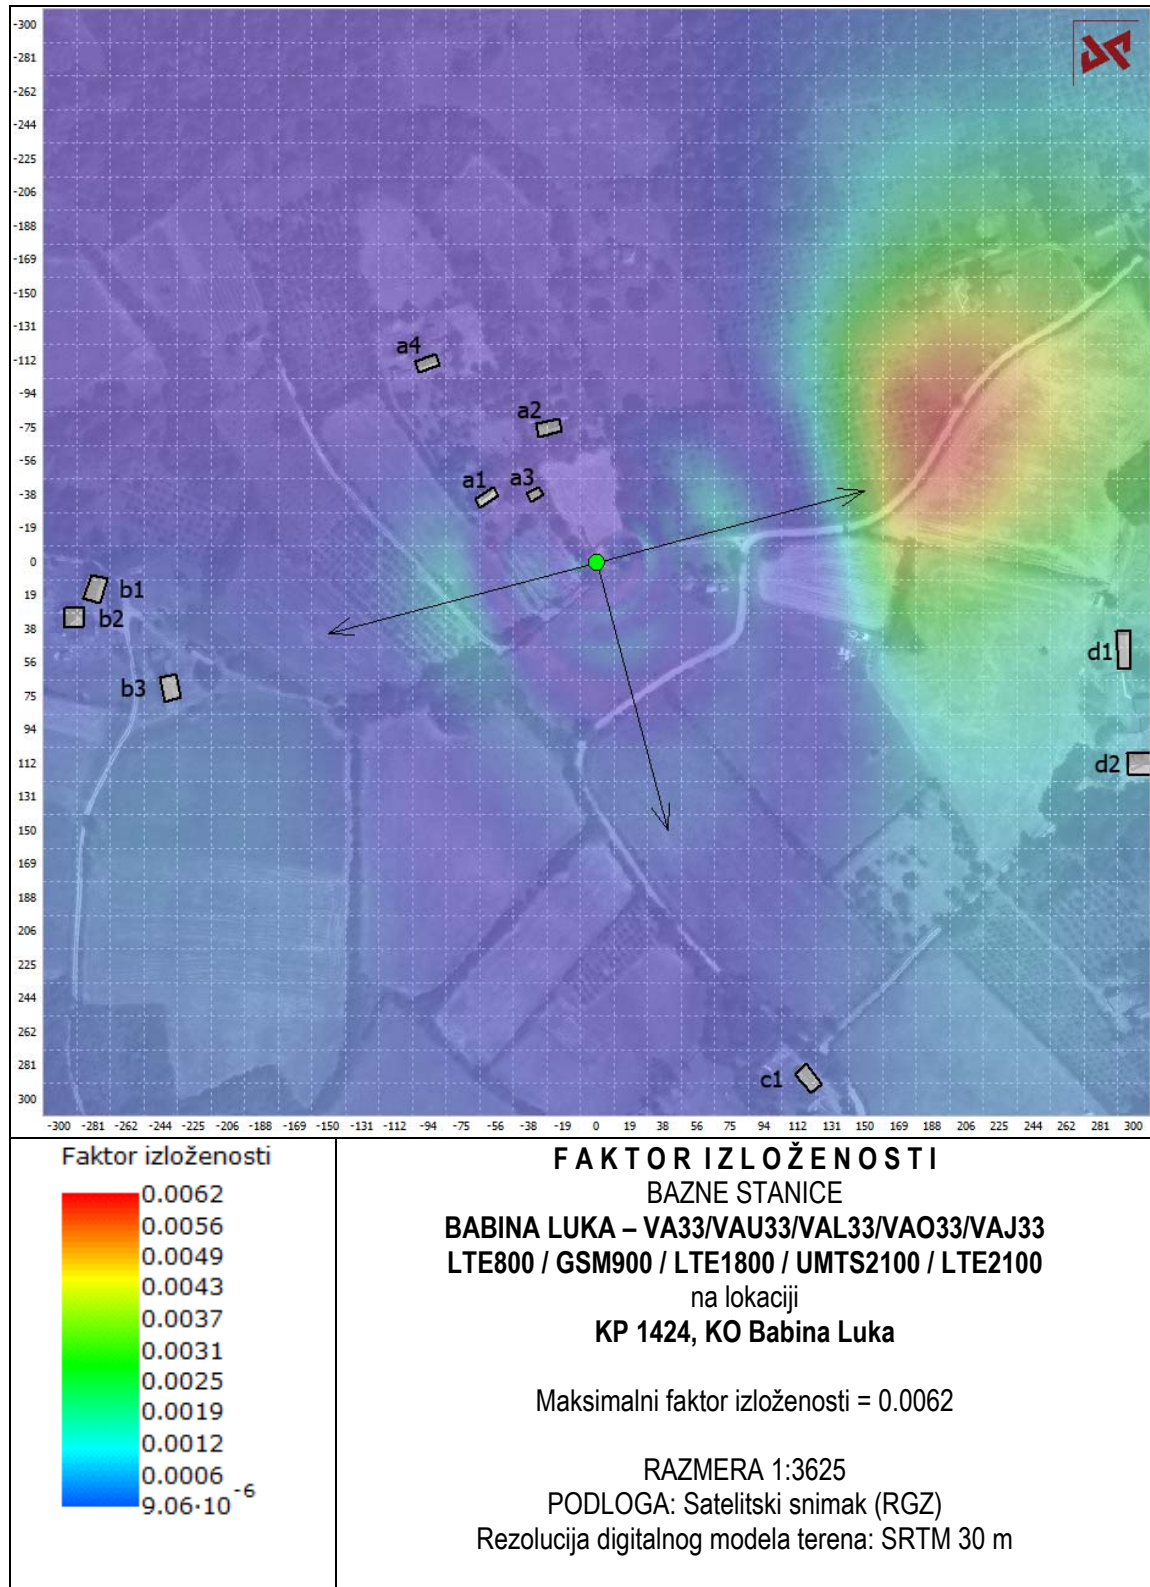 -300
-281
-262
-244
-225
-206
-188
-169
-150
-131
-112
-94
-75
-56
-38
-19
0
19
38
56
75
94
112
131
150
169
188
206
225
244
262
281
300
a4
a2
a1
a3
b1
b2
b3
d1
d2
c1
-300 -281 -262 -244 -225 -206 -188 -169 -150 -131 -112 -94 -75 -56 -38 -19 0 19 38 56 75 94 112 131 150 169 188 206 225 244 262 281 300
Faktor izloženosti
0.0062
0.0056
0.0049
0.0043
0.0037
0.0031
0.0025
0.0019
0.0012
0.0006
9.06·10⁻⁶
FAKTOR IZLOŽENOSTI
BAZNE STANICE
BABINA LUKA – VA33/VAU33/VAL33/VAO33/VAJ33
LTE800 / GSM900 / LTE1800 / UMTS2100 / LTE2100
na lokaciji
KP 1424, KO Babina Luka
Maksimalni faktor izloženosti = 0.0062
RAZMERA 1:3625
PODLOGA: Satelitski snimak (RGZ)
Rezolucija digitalnog modela terena: SRTM 30 m